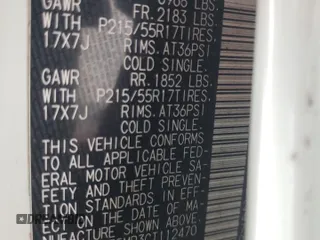 GAWR FR. 2183 LBS.
WITH P215/55R17TIRES,
17X7J RIMS, AT36PSI
COLD SINGLE.
GAWR RR. 1852 LBS.
WITH P215/55R17TIRES,
17X7J RIMS, AT36PSI
COLD SINGLE.
THIS VEHICLE CONFORMS
TO ALL APPLICABLE FED-
ERAL MOTOR VEHICLE SA-
FETY AND THEFT PREVEN-
TION STANDARDS IN EFF-
ECT ON THE DATE OF MA-
NUFACTURE SHOWN ABOVE.